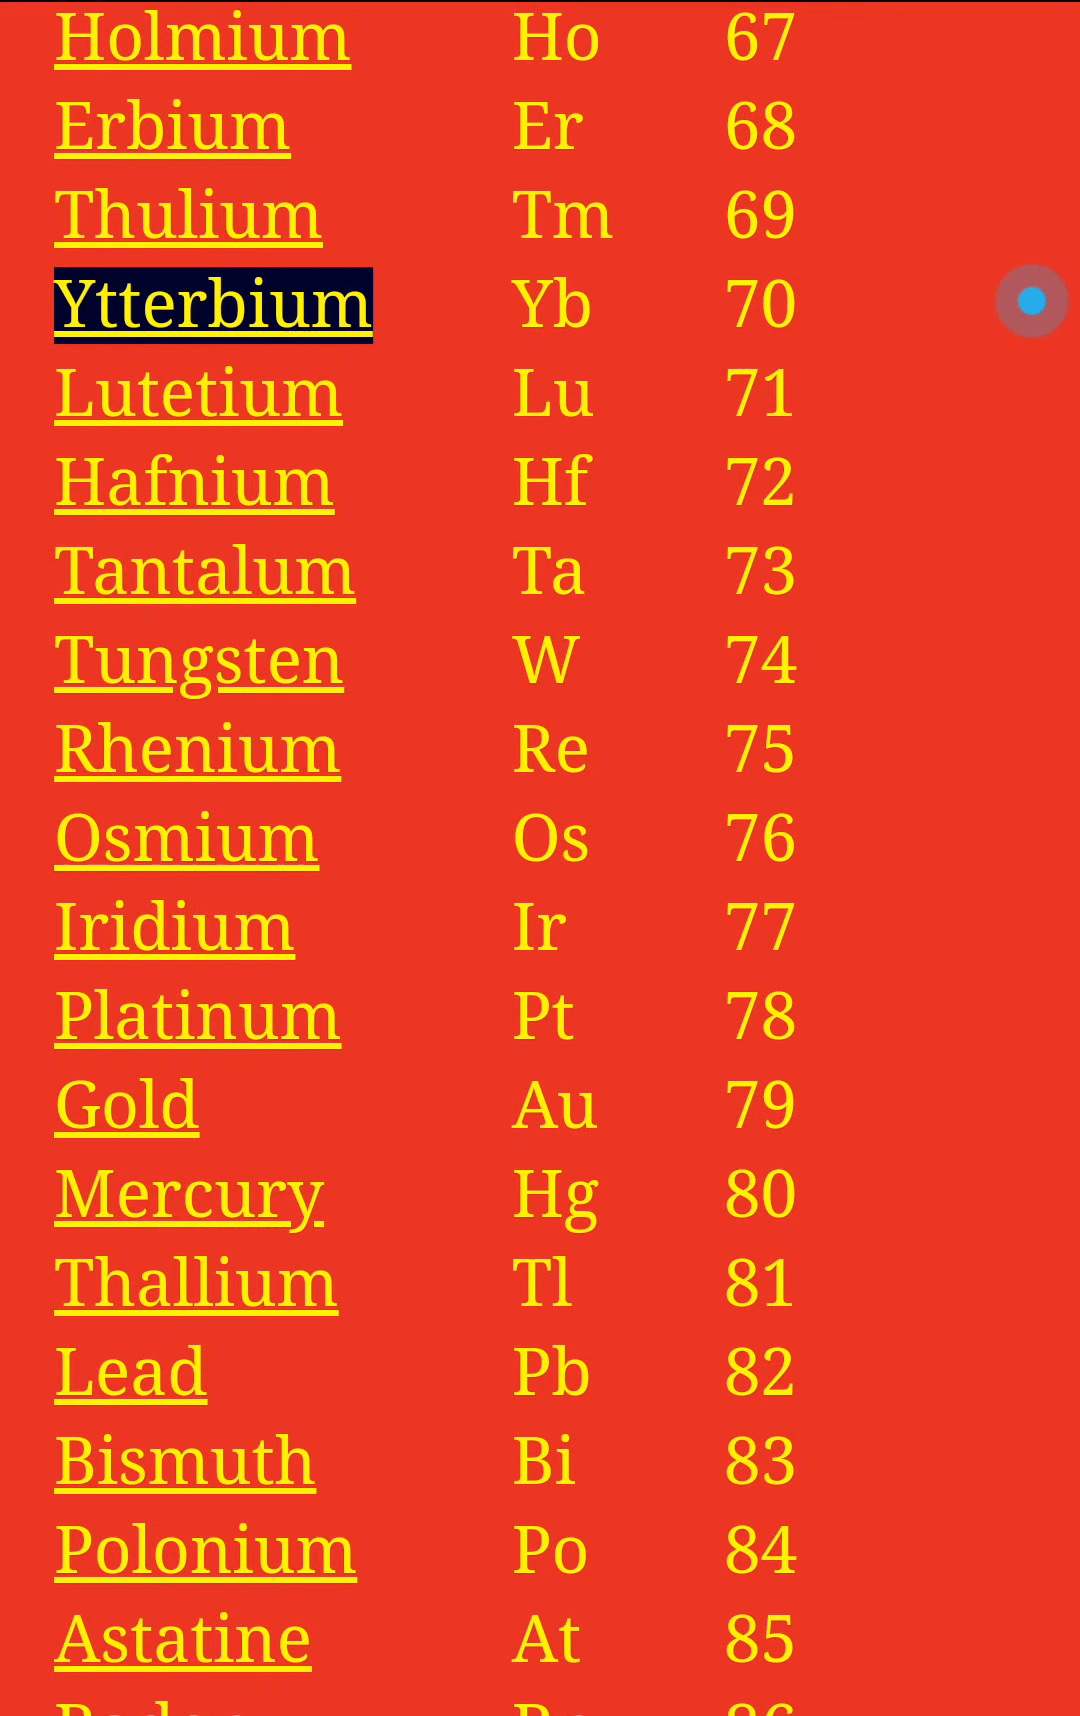 Holmium Ho 67
Erbium Er 68
Thulium Tm 69
Ytterbium Yb 70
Lutetium Lu 71
Hafnium Hf 72
Tantalum Ta 73
Tungsten W 74
Rhenium Re 75
Osmium Os 76
Iridium Ir 77
Platinum Pt 78
Gold Au 79
Mercury Hg 80
Thallium Tl 81
Lead Pb 82
Bismuth Bi 83
Polonium Po 84
Astatine At 85